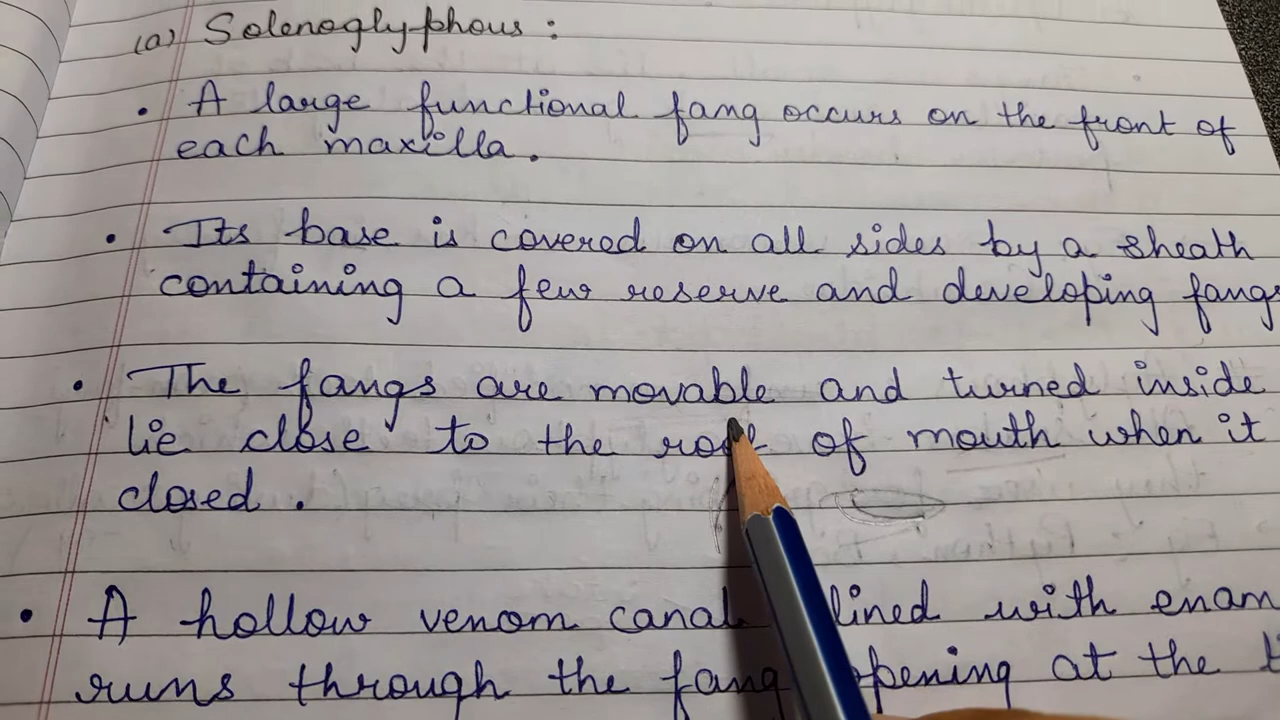 (a) Solenoglyphous :
• A large functional fang occurs on the front of
each maxilla.
• Its base is covered on all sides by a sheath
containing a few reserve and developing fangs
• The fangs are movable and turned inside
lie close to the roof of mouth when it
closed.
• A hollow venom canal lined with enam
runs through the fang opening at the t